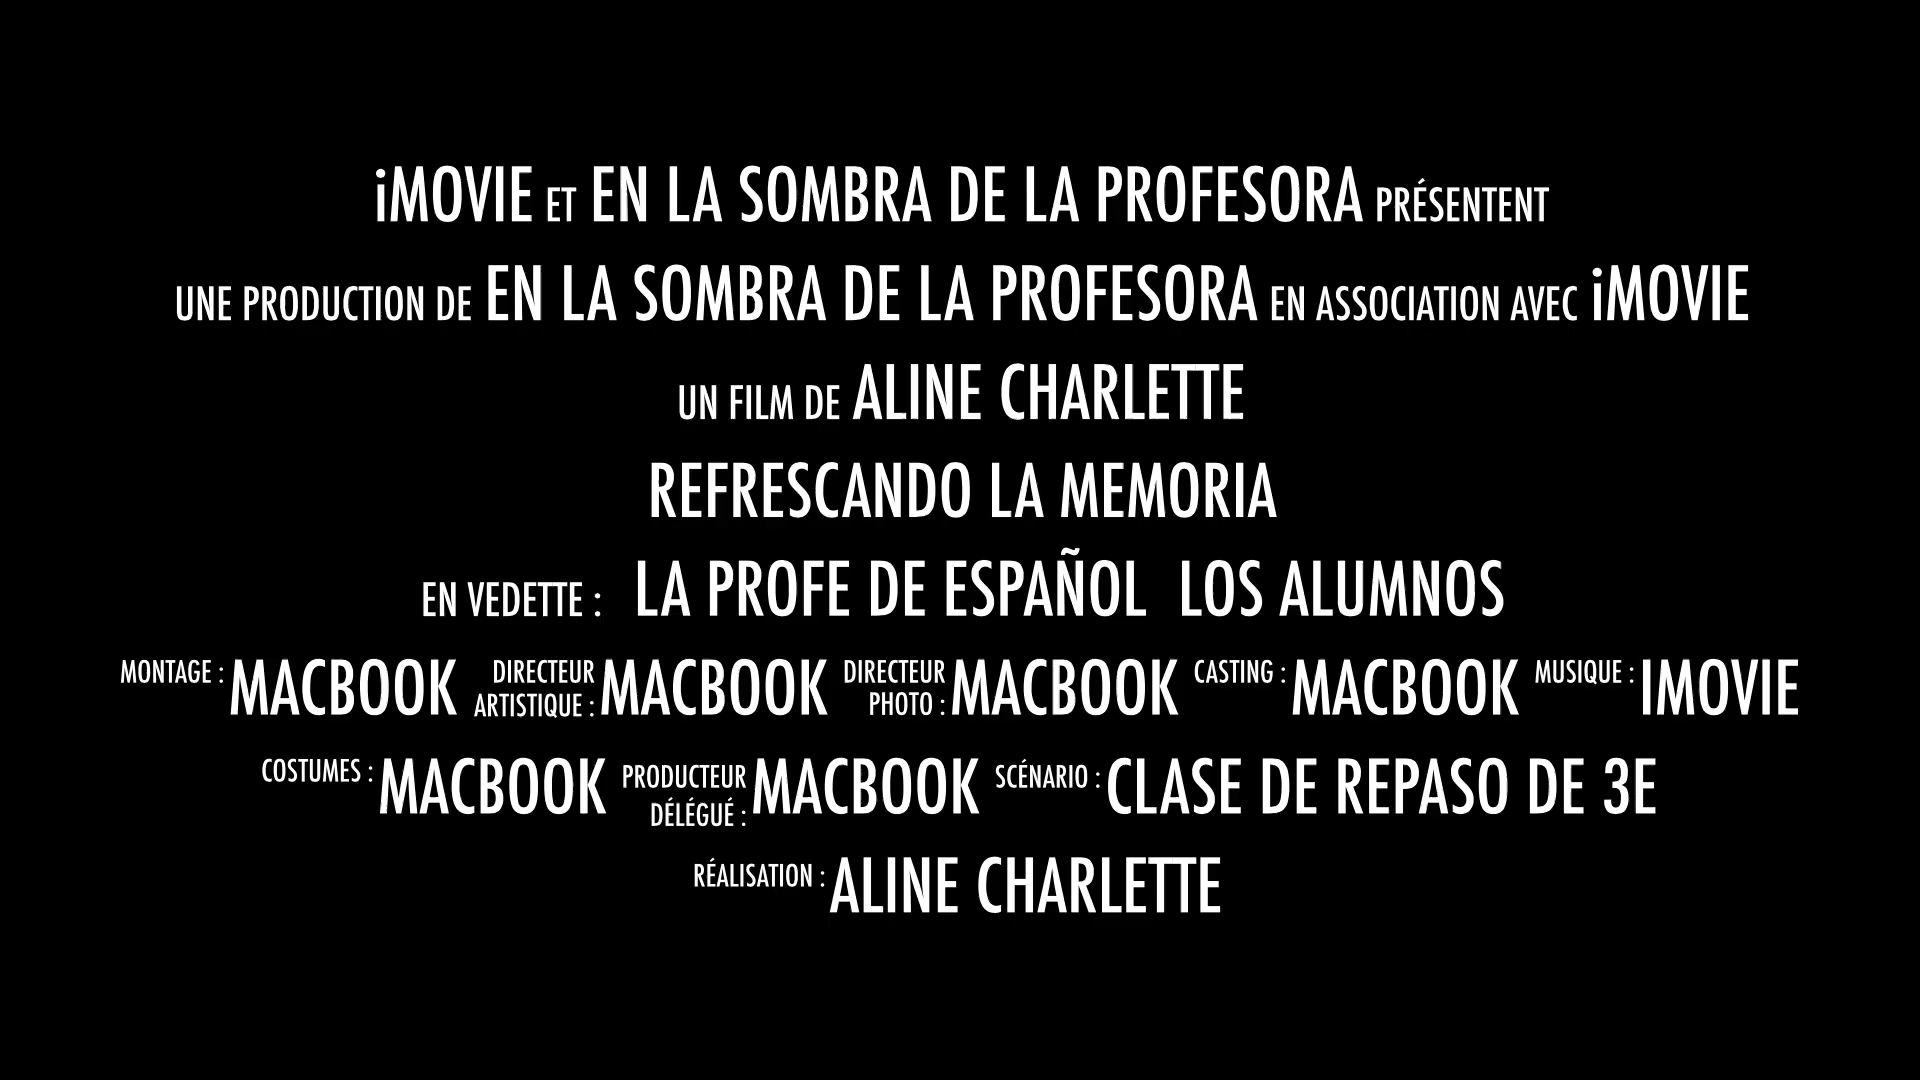 iMOVIE ET EN LA SOMBRA DE LA PROFESORA PRÉSENTENT
UNE PRODUCTION DE EN LA SOMBRA DE LA PROFESORA EN ASSOCIATION AVEC iMOVIE
UN FILM DE ALINE CHARLETTE
REFRESCANDO LA MEMORIA
EN VEDETTE : LA PROFE DE ESPAÑOL LOS ALUMNOS
MONTAGE : MACBOOK DIRECTEUR ARTISTIQUE : MACBOOK DIRECTEUR PHOTO : MACBOOK CASTING : MACBOOK MUSIQUE : IMOVIE
COSTUMES : MACBOOK PRODUCTEUR DÉLÉGUÉ : MACBOOK SCÉNARIO : CLASE DE REPASO DE 3E
RÉALISATION : ALINE CHARLETTE